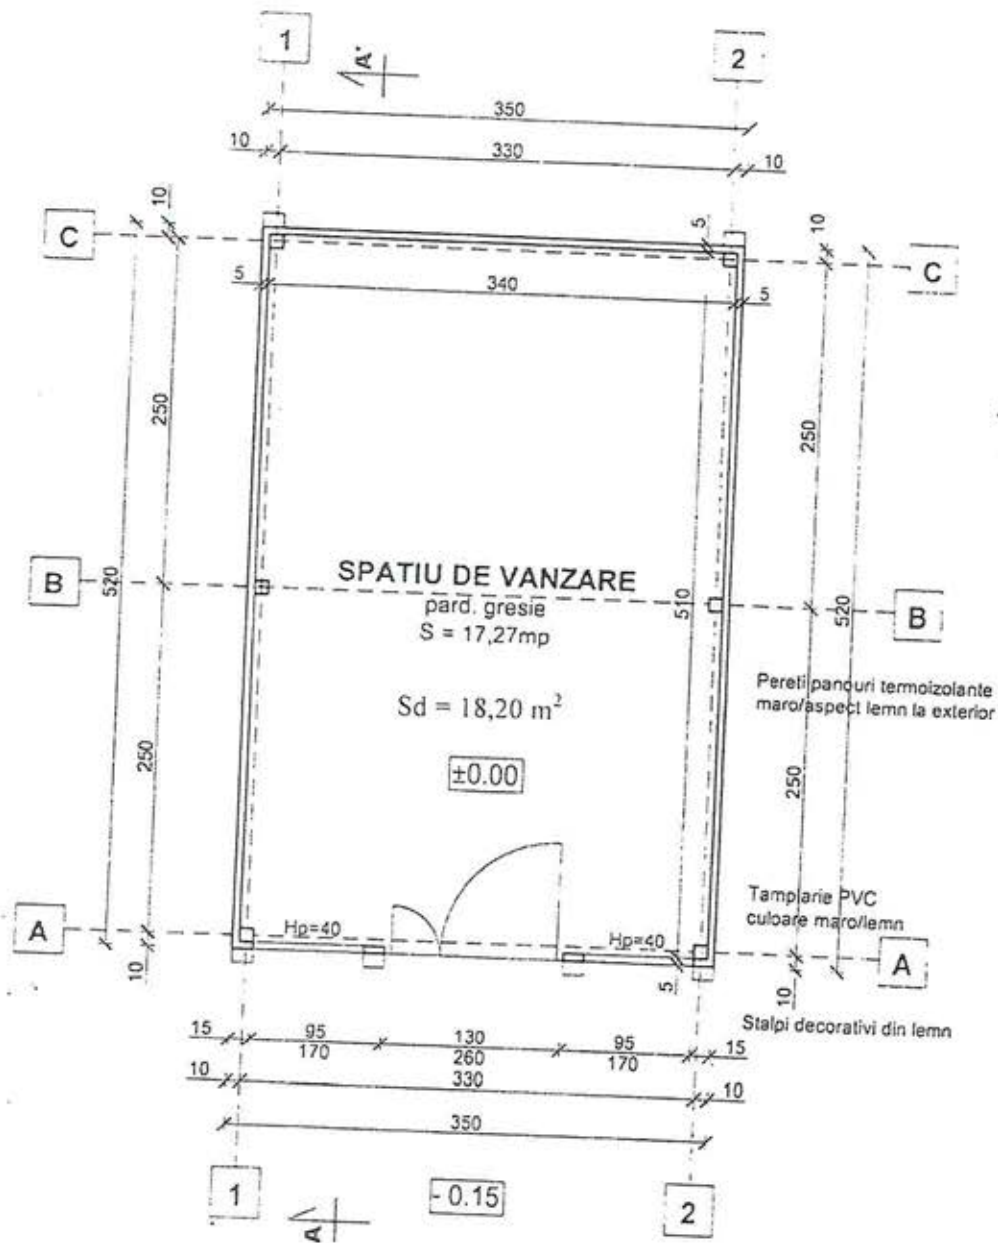 1
2
A'
350
10
330
10
10
5
10
C
C
5
340
5
250
250
520
B
SPATIU DE VANZARE
pard. gresie
S = 17,27mp
510
520
B
Pereti panouri termoizolante
maro/aspect lemn la exterior
Sd = 18,20 m²
±0.00
250
250
Tamplarie PVC
culoare maro/lemn
A
Hp=40
Hp=40
A
10
5
10
Stalpi decorativi din lemn
15
95
130
95
15
170
260
170
10
330
10
350
1
- 0.15
2
A